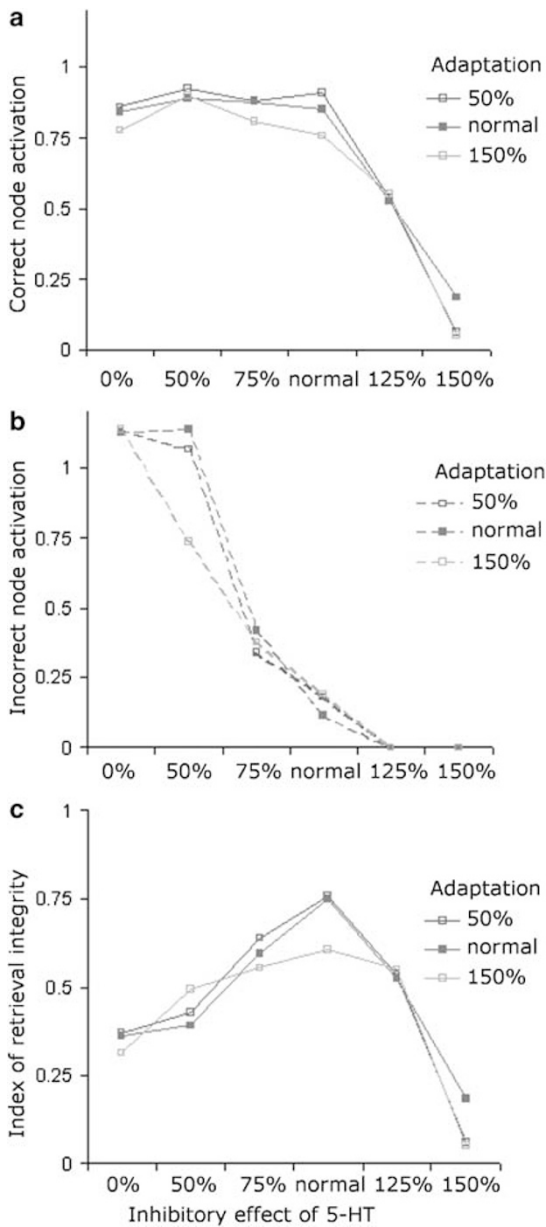 a
Correct node activation
1
0.75
0.5
0.25
0
Adaptation
50%
normal
150%
0% 50% 75% normal 125% 150%
b
Incorrect node activation
1
0.75
0.5
0.25
0
Adaptation
50%
normal
150%
0% 50% 75% normal 125% 150%
c
Index of retrieval integrity
1
0.75
0.5
0.25
0
Adaptation
50%
normal
150%
0% 50% 75% normal 125% 150%
Inhibitory effect of 5-HT